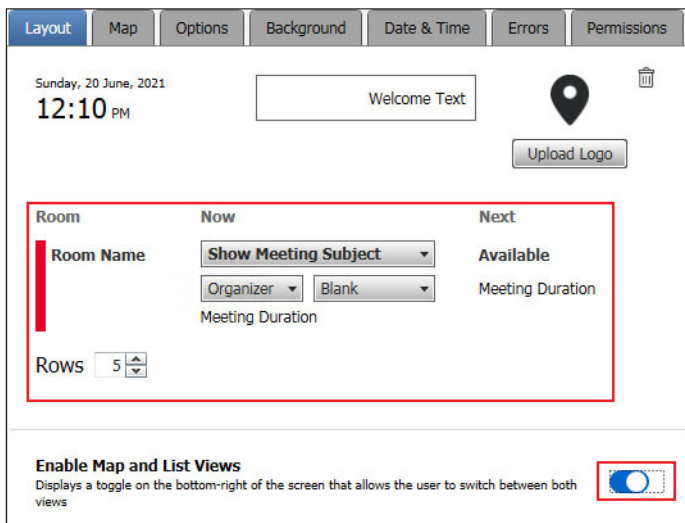 Layout Map Options Background Date & Time Errors Permissions
Sunday, 20 June, 2021
12:10 PM
Welcome Text
Upload Logo
Room Now Next
Room Name Show Meeting Subject Available
Organizer Blank Meeting Duration
Meeting Duration
Rows 5
Enable Map and List Views
Displays a toggle on the bottom-right of the screen that allows the user to switch between both
views